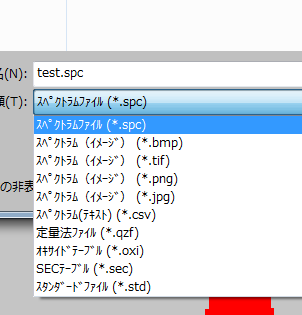 名(N): test.spc
類(T): ｽﾍﾟｸﾄﾗﾑﾌｧｲﾙ (*.spc)
ｽﾍﾟｸﾄﾗﾑﾌｧｲﾙ (*.spc)
ｽﾍﾟｸﾄﾗﾑ（ｲﾒｰｼﾞ） (*.bmp)
ｽﾍﾟｸﾄﾗﾑ（ｲﾒｰｼﾞ） (*.tif)
ｽﾍﾟｸﾄﾗﾑ（ｲﾒｰｼﾞ） (*.png)
ｽﾍﾟｸﾄﾗﾑ（ｲﾒｰｼﾞ） (*.jpg)
ｽﾍﾟｸﾄﾗﾑ(ﾃｷｽﾄ) (*.csv)
の非表
定量法ﾌｧｲﾙ (*.qzf)
ｵｷｻｲﾄﾞﾃｰﾌﾞﾙ (*.oxi)
SECﾃｰﾌﾞﾙ (*.sec)
ｽﾀﾝﾀﾞｰﾄﾞﾌｧｲﾙ (*.std)